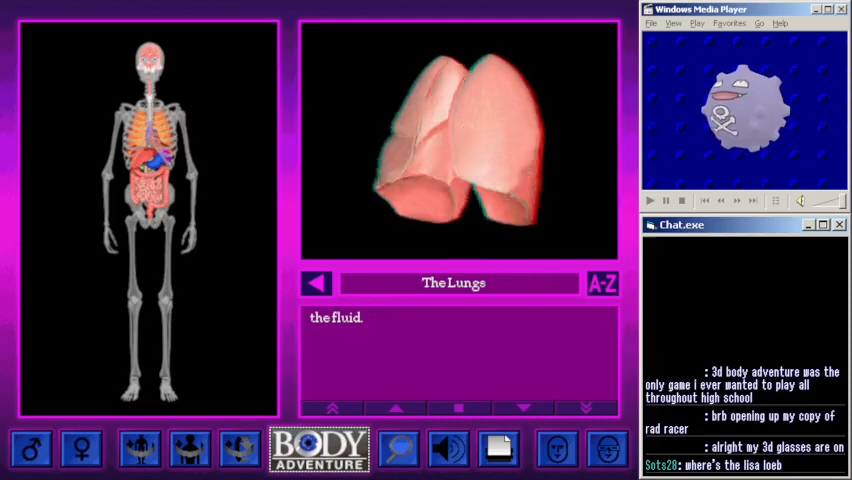 Windows Media Player
File View Play Favorites Go Help
The Lungs
A-Z
the fluid.
BODY
ADVENTURE
Chat.exe
: 3d body adventure was the
only game i ever wanted to play all
throughout high school
: brb opening up my copy of
rad racer
: alright my 3d glasses are on
Sots28: where's the lisa loeb